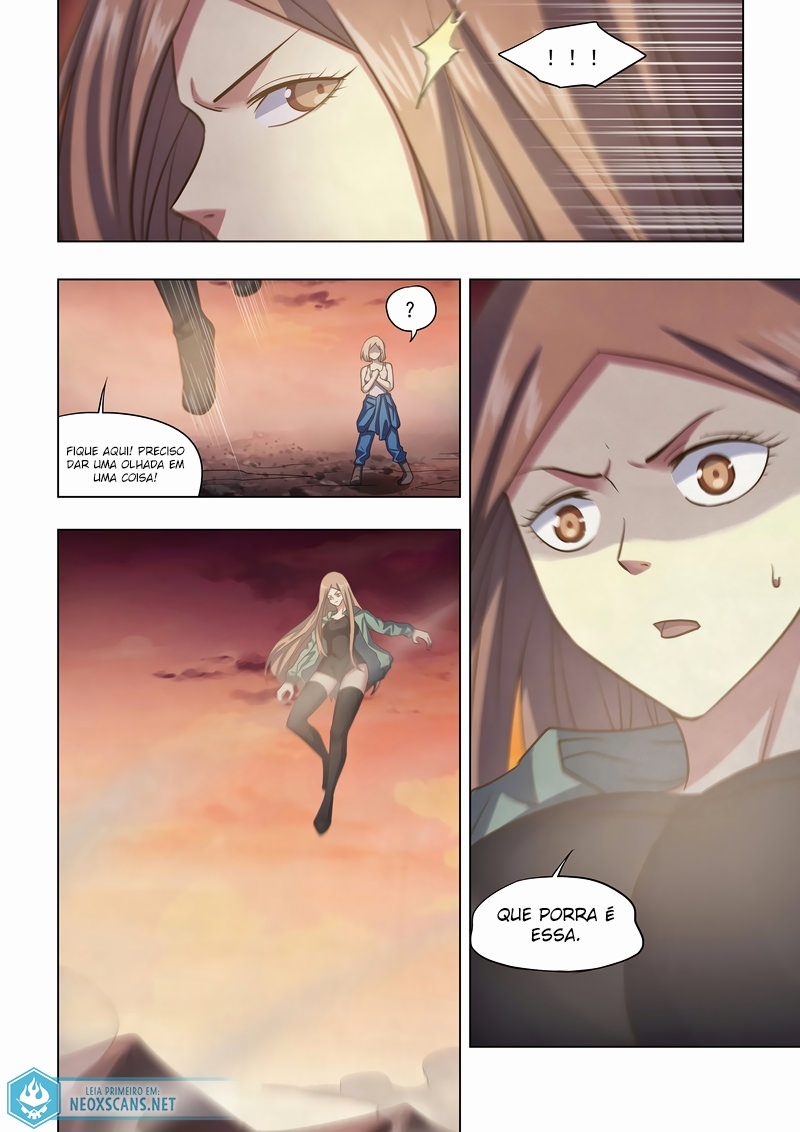 ！！！
?
FIQUE AQUI! PRECISO
DAR UMA OLHADA EM
UMA COISA!
QUE PORRA É
ESSA.
LEIA PRIMEIRO EM:
NEOXSCANS.NET